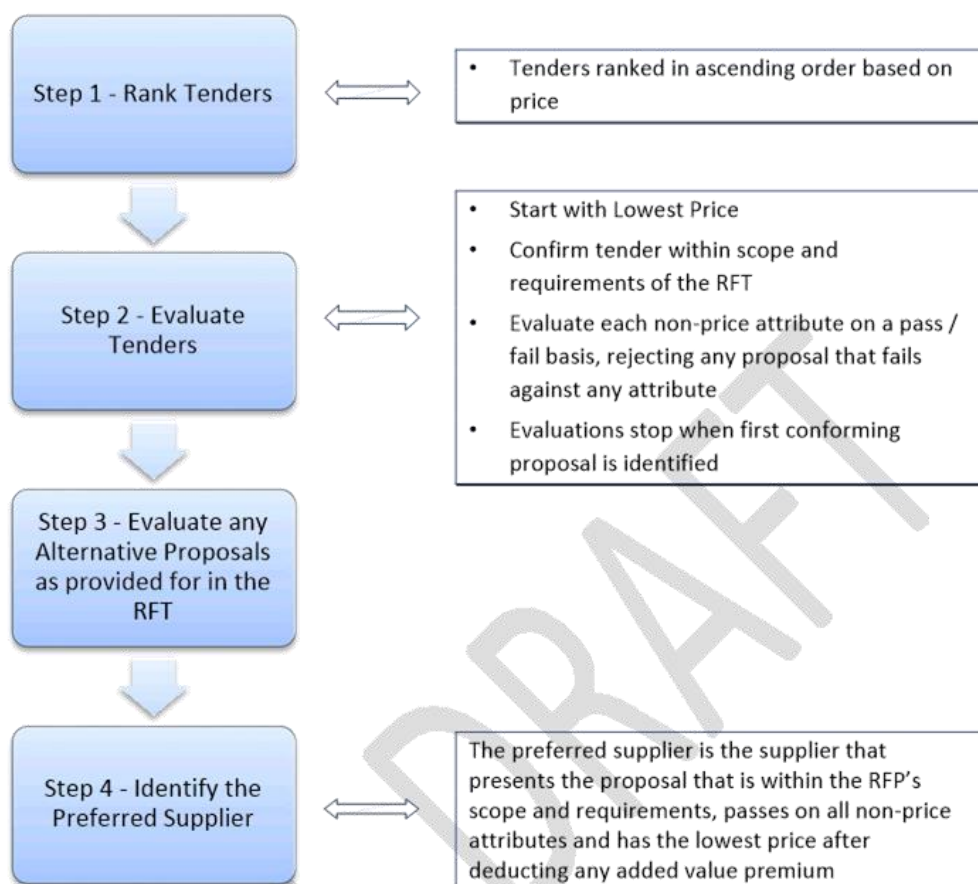 Step 1 - Rank Tenders
• Tenders ranked in ascending order based on
price
Step 2 - Evaluate
Tenders
• Start with Lowest Price
• Confirm tender within scope and
requirements of the RFT
• Evaluate each non-price attribute on a pass /
fail basis, rejecting any proposal that fails
against any attribute
• Evaluations stop when first conforming
proposal is identified
Step 3 - Evaluate any
Alternative Proposals
as provided for in the
RFT
Step 4 - Identify the
Preferred Supplier
The preferred supplier is the supplier that
presents the proposal that is within the RFP's
scope and requirements, passes on all non-price
attributes and has the lowest price after
deducting any added value premium
DRAFT